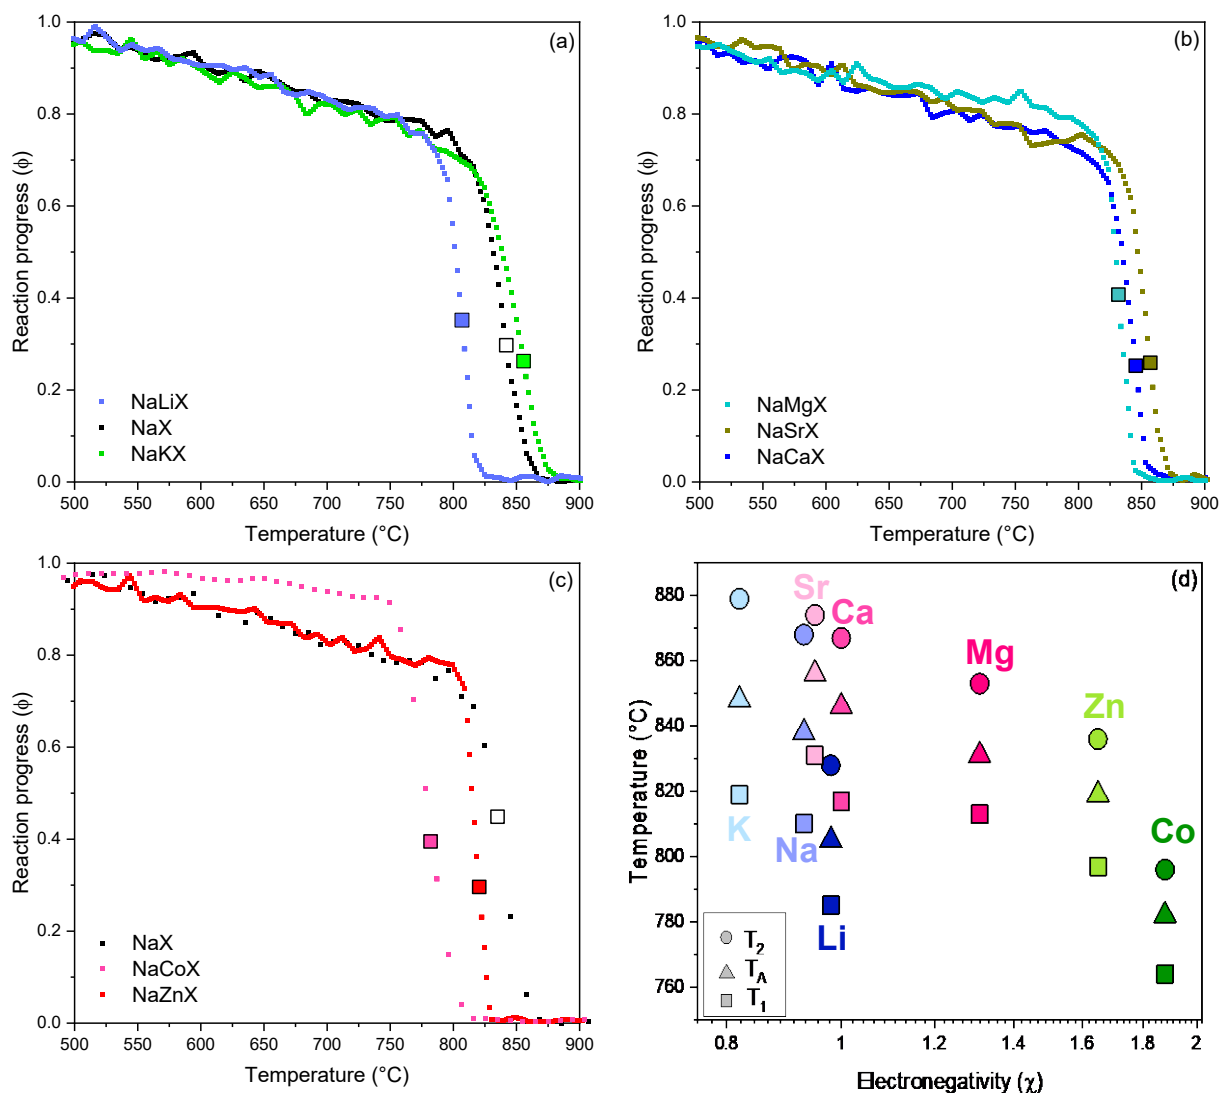 (a)
Reaction progress (ϕ)
1.0
0.8
0.6
0.4
0.2
0.0
NaLiX
NaX
NaKX
500 550 600 650 700 750 800 850 900
Temperature (°C)
(b)
Reaction progress (ϕ)
1.0
0.8
0.6
0.4
0.2
0.0
NaMgX
NaSrX
NaCaX
500 550 600 650 700 750 800 850 900
Temperature (°C)
(c)
Reaction progress (ϕ)
1.0
0.8
0.6
0.4
0.2
0.0
NaX
NaCoX
NaZnX
500 550 600 650 700 750 800 850 900
Temperature (°C)
(d)
Temperature (°C)
880
860
840
820
800
780
760
Sr
Ca
Mg
Zn
K
Na
Li
Co
T₂
T_A
T₁
0.8 1 1.2 1.4 1.6 1.8 2
Electronegativity (χ)